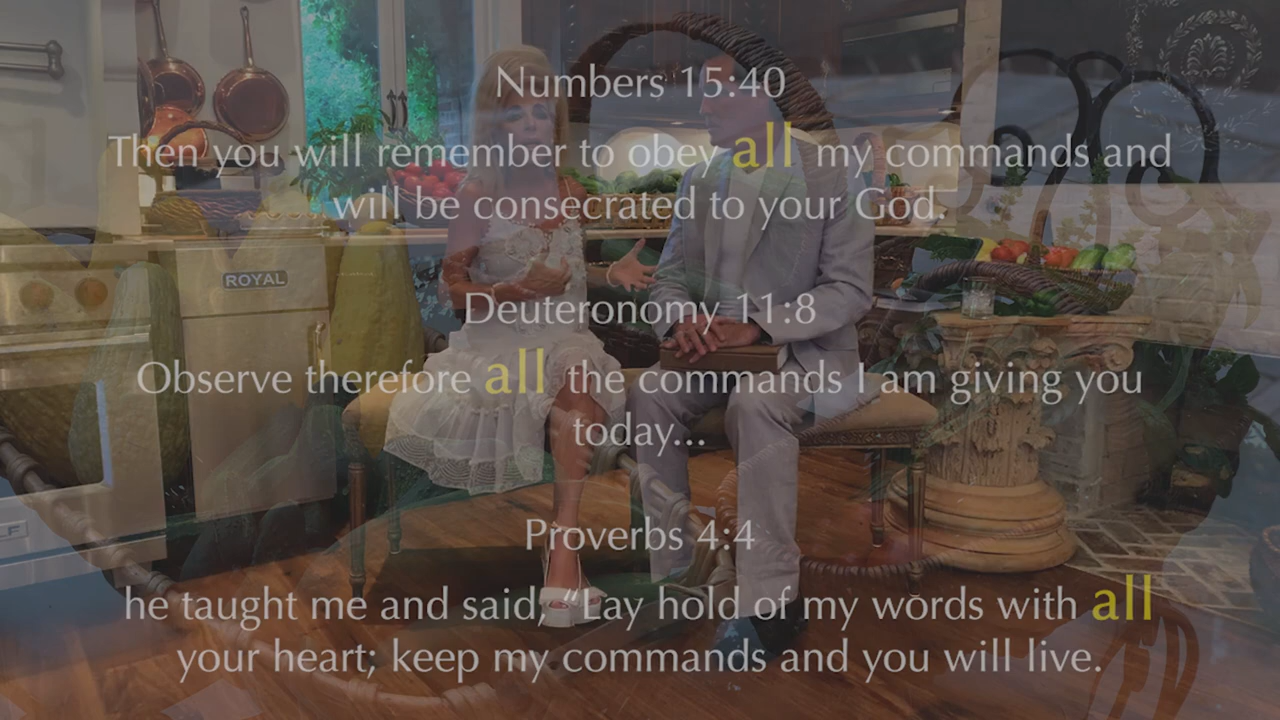 Numbers 15:40
Then you will remember to obey all my commands and
will be consecrated to your God.
Deuteronomy 11:8
Observe therefore all the commands I am giving you
today...
Proverbs 4:4
he taught me and said, “Lay hold of my words with all
your heart; keep my commands and you will live.
ROYAL